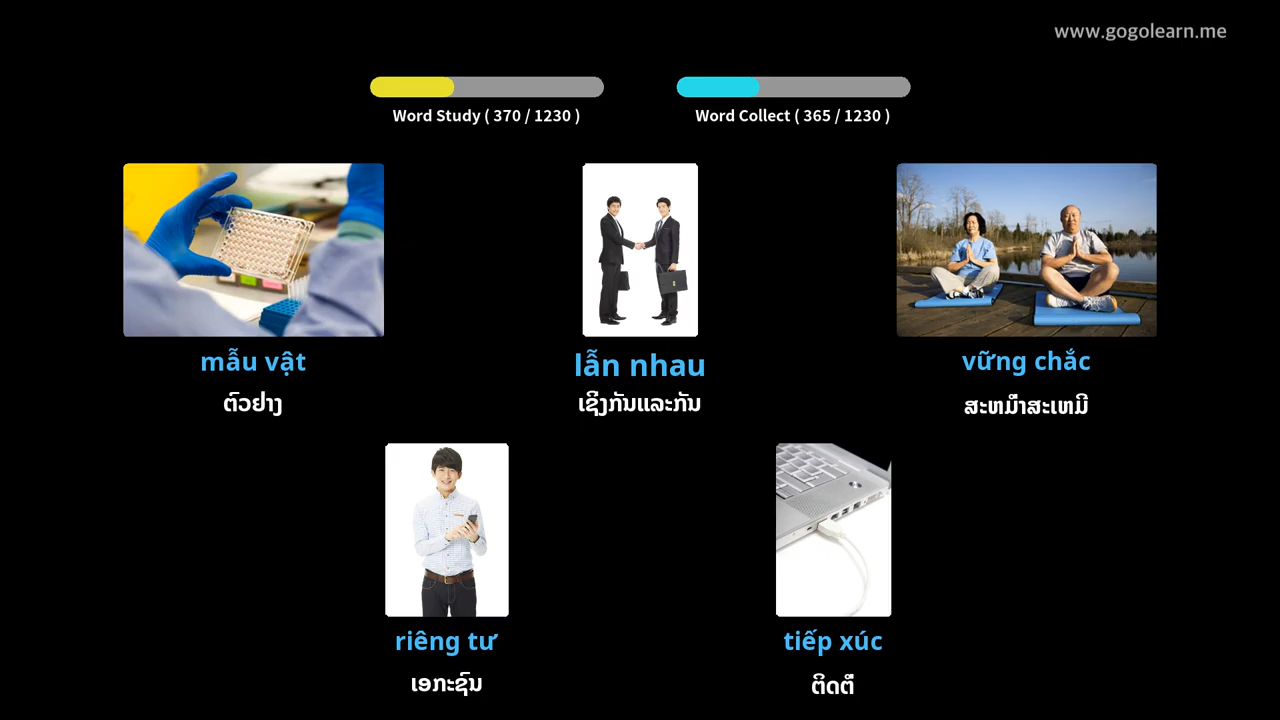 www.gogolearn.me
Word Study ( 370 / 1230 )
Word Collect ( 365 / 1230 )
mẫu vật
ຕົວຢ່າງ
lẫn nhau
ເຊິ່ງກັນແລະກັນ
vững chắc
ສະຫມ່ຳສະເຫມີ
riêng tư
ເອກະຊົນ
tiếp xúc
ຕິດຕໍ່